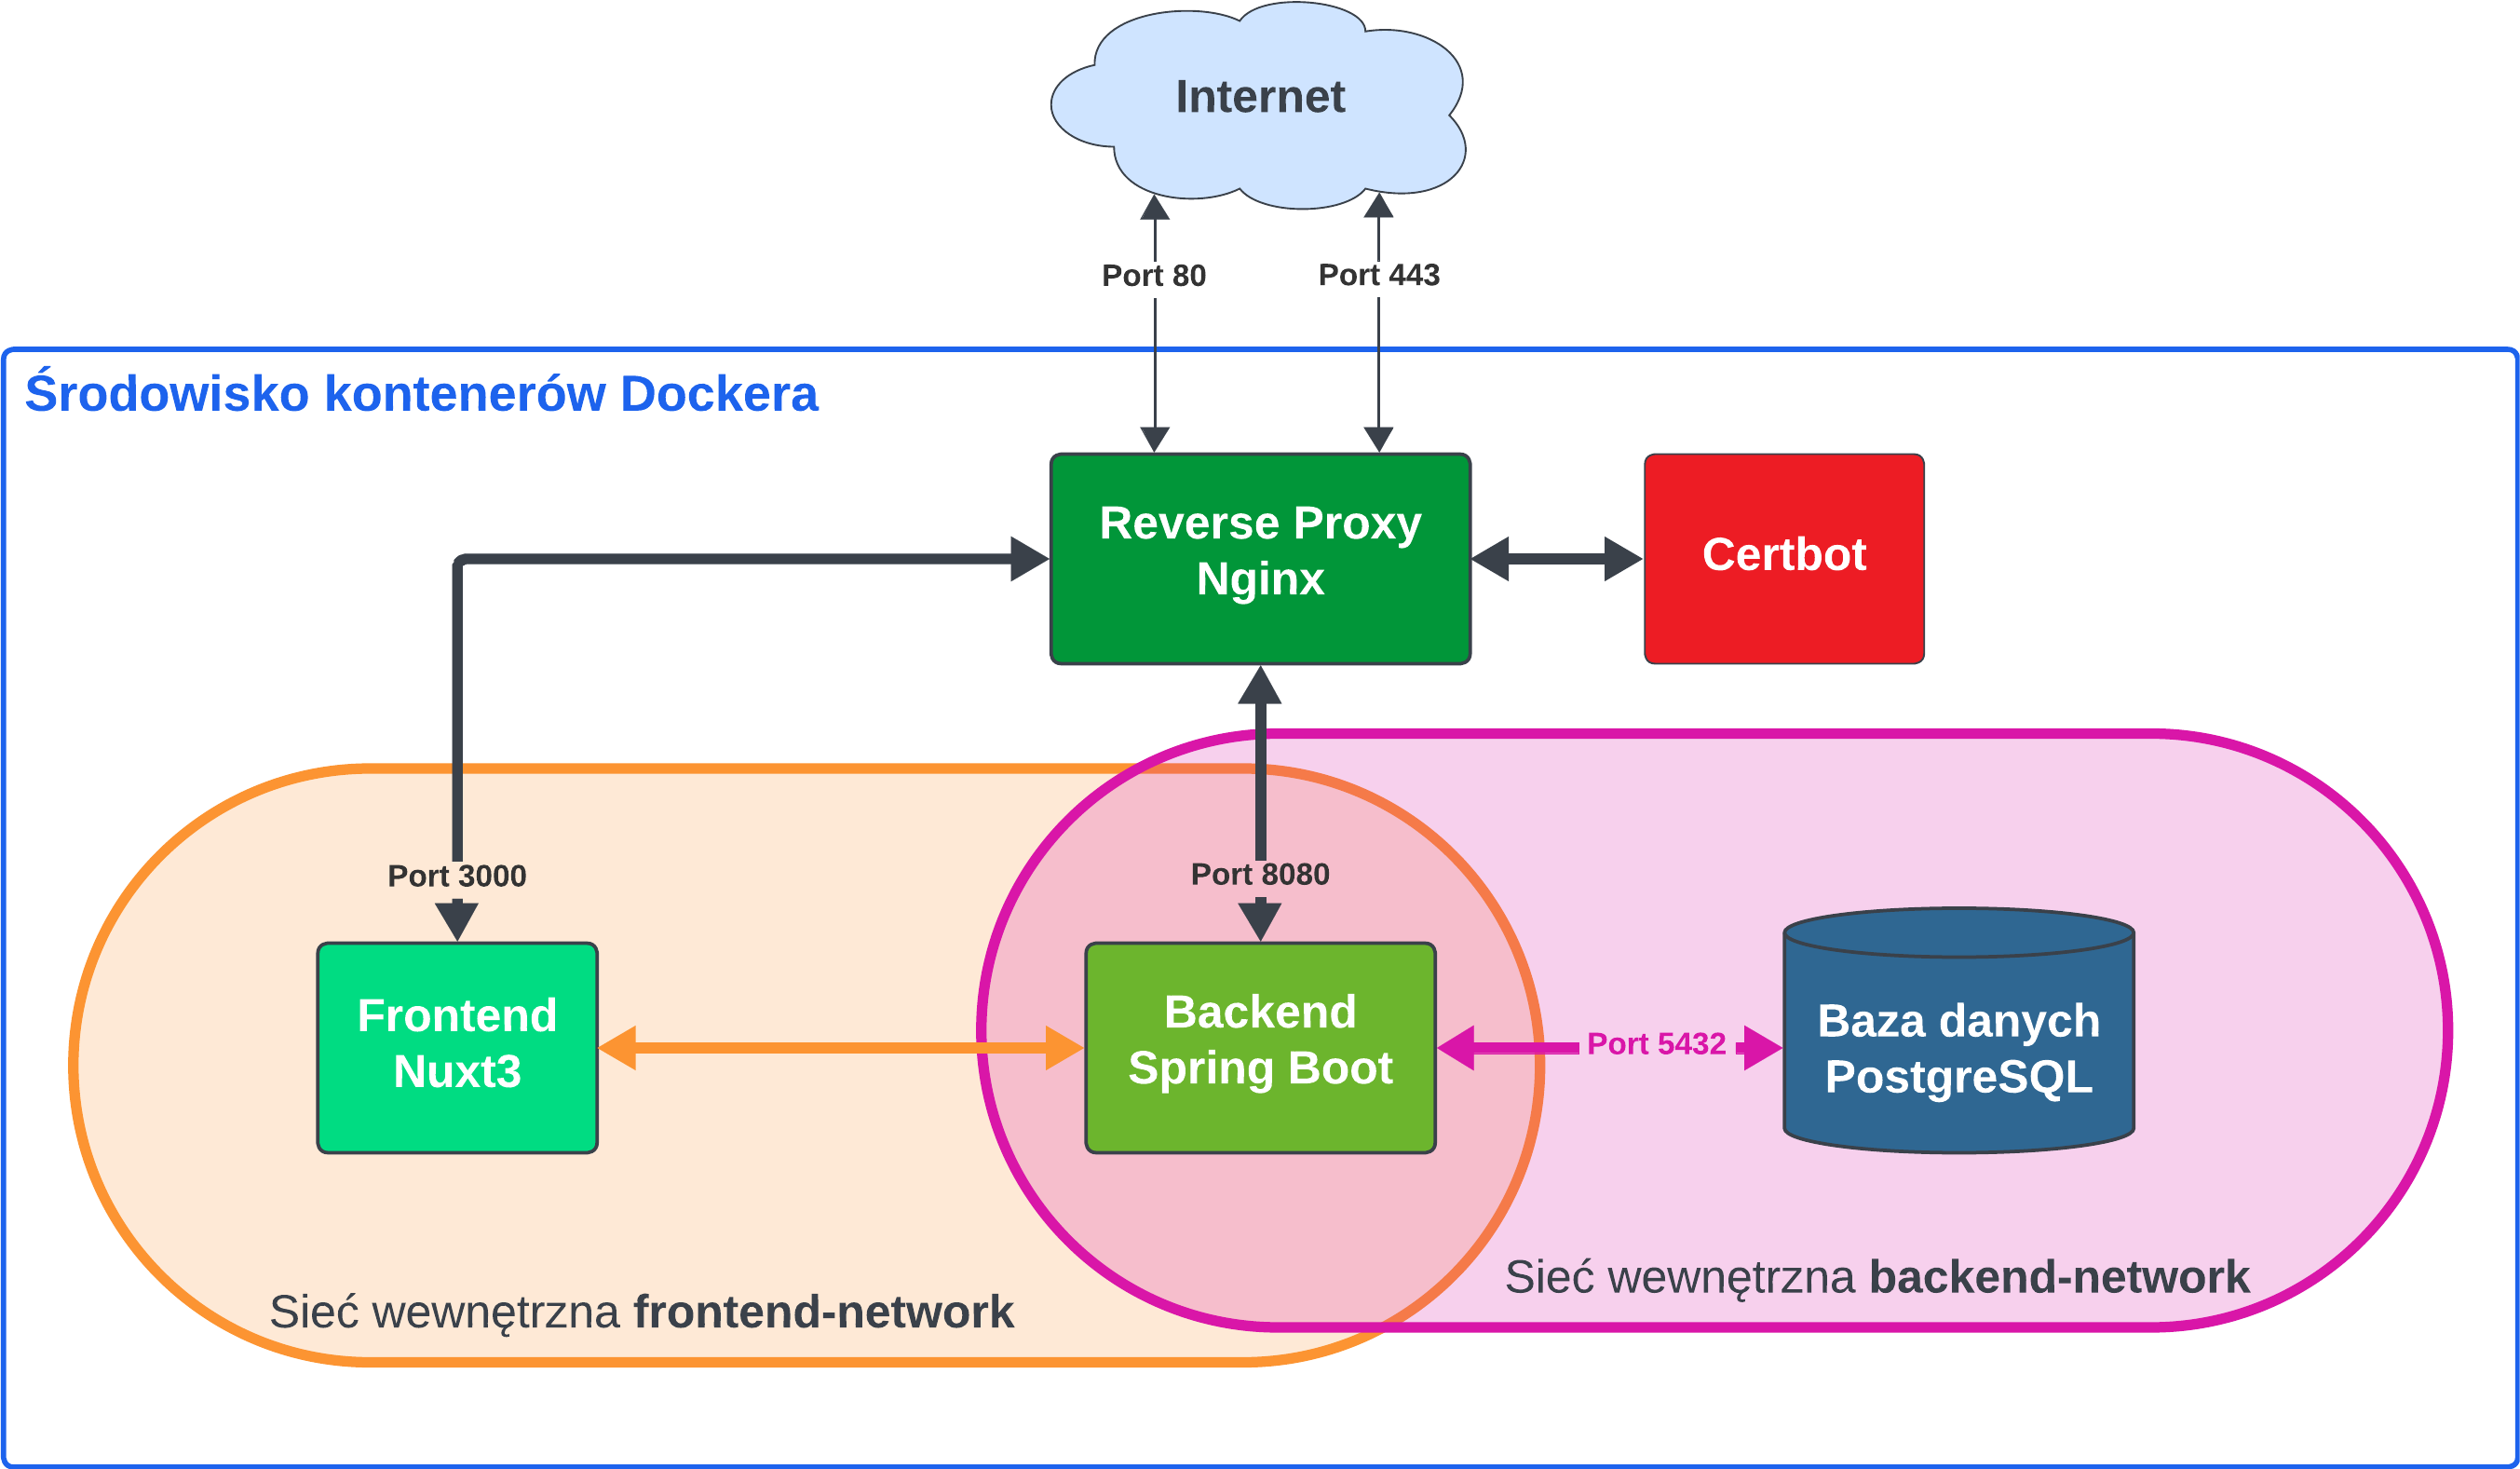 Internet
Port 80
Port 443
Środowisko kontenerów Dockera
Reverse Proxy
Nginx
Certbot
Port 3000
Port 8080
Frontend
Nuxt3
Backend
Spring Boot
Port 5432
Baza danych
PostgreSQL
Sieć wewnętrzna frontend-network
Sieć wewnętrzna backend-network